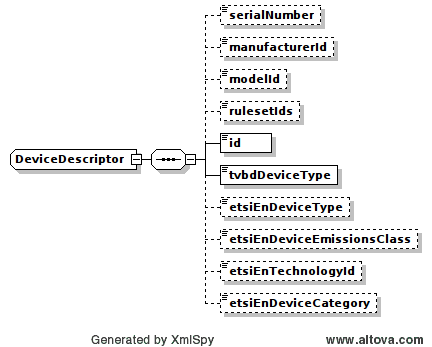 serialNumber
manufacturerId
modelId
rulesetIds
id
DeviceDescriptor
tvbdDeviceType
etsiEnDeviceType
etsiEnDeviceEmissionsClass
etsiEnTechnologyId
etsiEnDeviceCategory
Generated by XmlSpy
www.altova.com